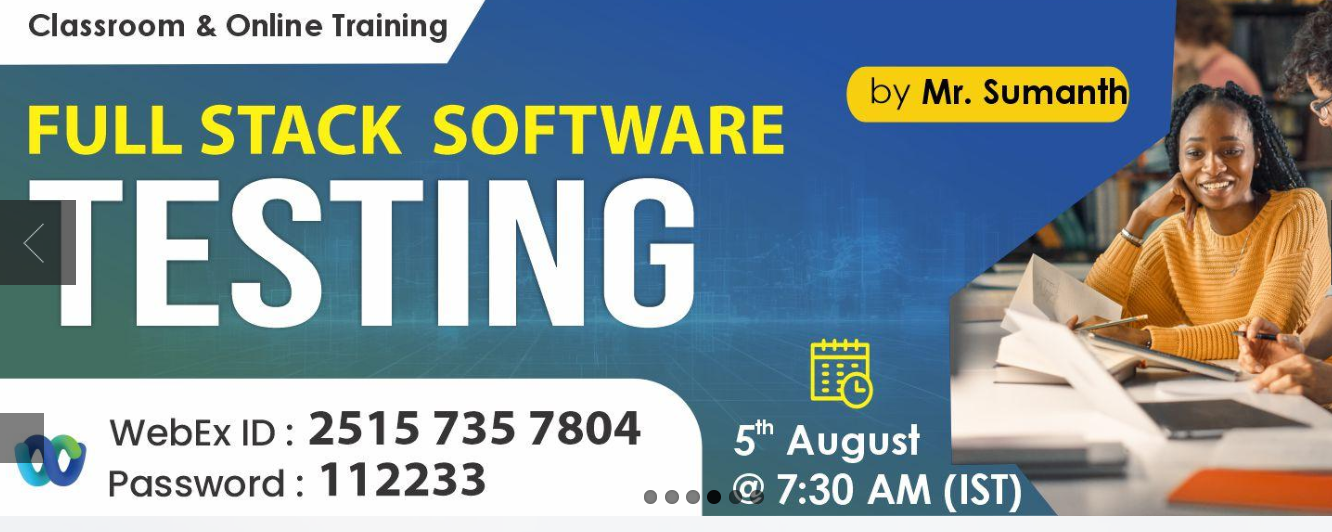 Classroom & Online Training
by Mr. Sumanth
FULL STACK SOFTWARE
TESTING
WebEx ID : 2515 735 7804
Password : 112233
5th August
@ 7:30 AM (IST)